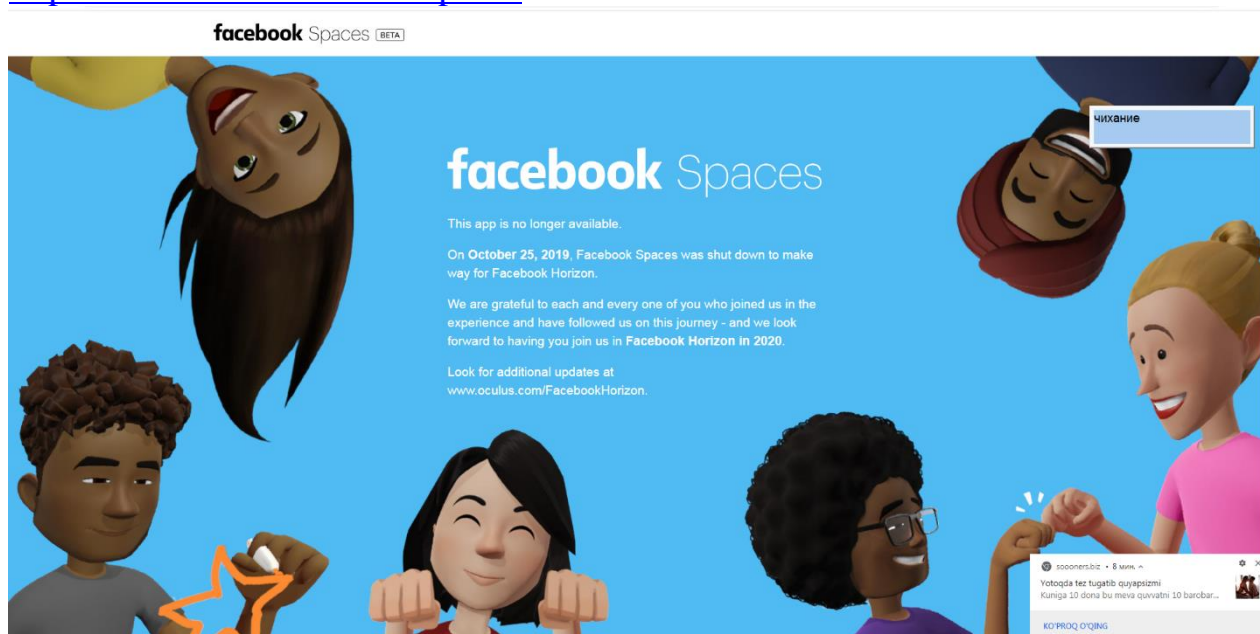 facebook Spaces BETA
чихание
facebook Spaces
This app is no longer available.
On October 25, 2019, Facebook Spaces was shut down to make
way for Facebook Horizon.
We are grateful to each and every one of you who joined us in the
experience and have followed us on this journey - and we look
forward to having you join us in Facebook Horizon in 2020.
Look for additional updates at
www.oculus.com/FacebookHorizon.
soooners.biz • 8 мин.
Yotoqda tez tugatib quyapsizmi
Kuniga 10 dona bu meva quvvatni 10 barobar...
KO'PROQ O'QING